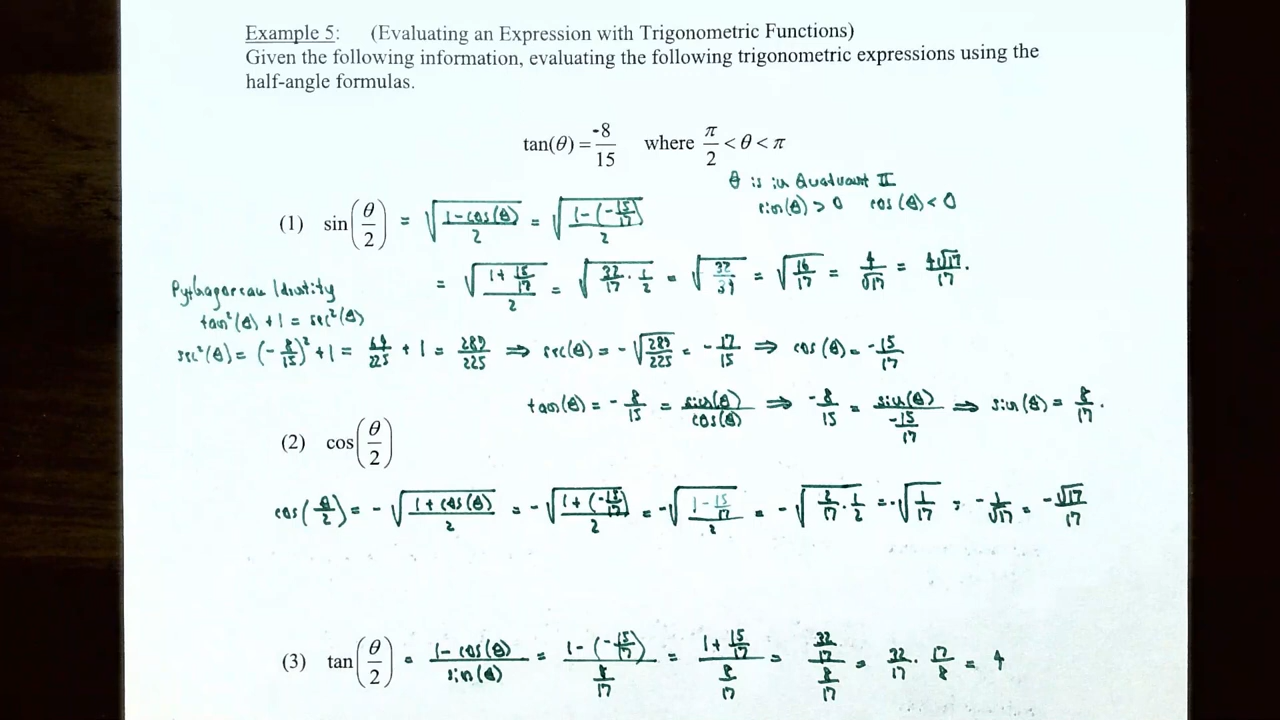 Example 5: (Evaluating an Expression with Trigonometric Functions)
Given the following information, evaluating the following trigonometric expressions using the
half-angle formulas.
tan(θ) = -8/15 where π/2 < θ < π
θ is in Quadrant II
sin(θ) > 0 cos(θ) < 0
(1) sin(θ/2) = √((1-cos(θ))/2) = √((1-(-15/17))/2)
= √((1+15/17)/2) = √(32/17 · 1/2) = √(32/34) = √(16/17) = 4/√17 = 4√17/17.
Pythagorean Identity
tan²(θ) + 1 = sec²(θ)
sec²(θ) = (-8/15)² + 1 = 64/225 + 1 = 289/225 ⇒ sec(θ) = -√(289/225) = -17/15 ⇒ cos(θ) = -15/17
tan(θ) = -8/15 = sin(θ)/cos(θ) ⇒ -8/15 = sin(θ)/(-15/17) ⇒ sin(θ) = 8/17.
(2) cos(θ/2)
cos(θ/2) = -√((1+cos(θ))/2) = -√((1+(-15/17))/2) = -√((1-15/17)/2) = -√(2/17 · 1/2) = -√(1/17) = -1/√17 = -√17/17
(3) tan(θ/2) = (1-cos(θ))/sin(θ) = (1-(-15/17))/(8/17) = (1+15/17)/(8/17) = (32/17)/(8/17) = 32/17 · 17/8 = 4